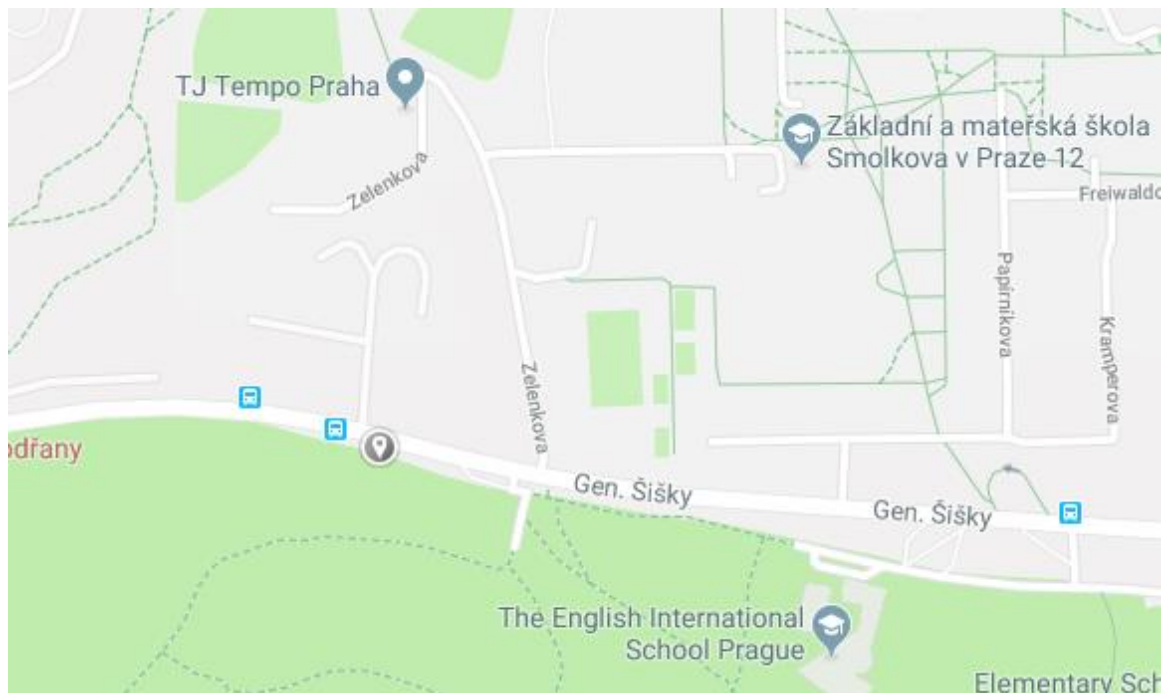 TJ Tempo Praha
Základní a mateřská škola
Smolkova v Praze 12
Zelenkova
Freiwaldo
Papírníkova
Kramperova
Zelenkova
odřany
Gen. Šišky
Gen. Šišky
The English International
School Prague
Elementary Sch